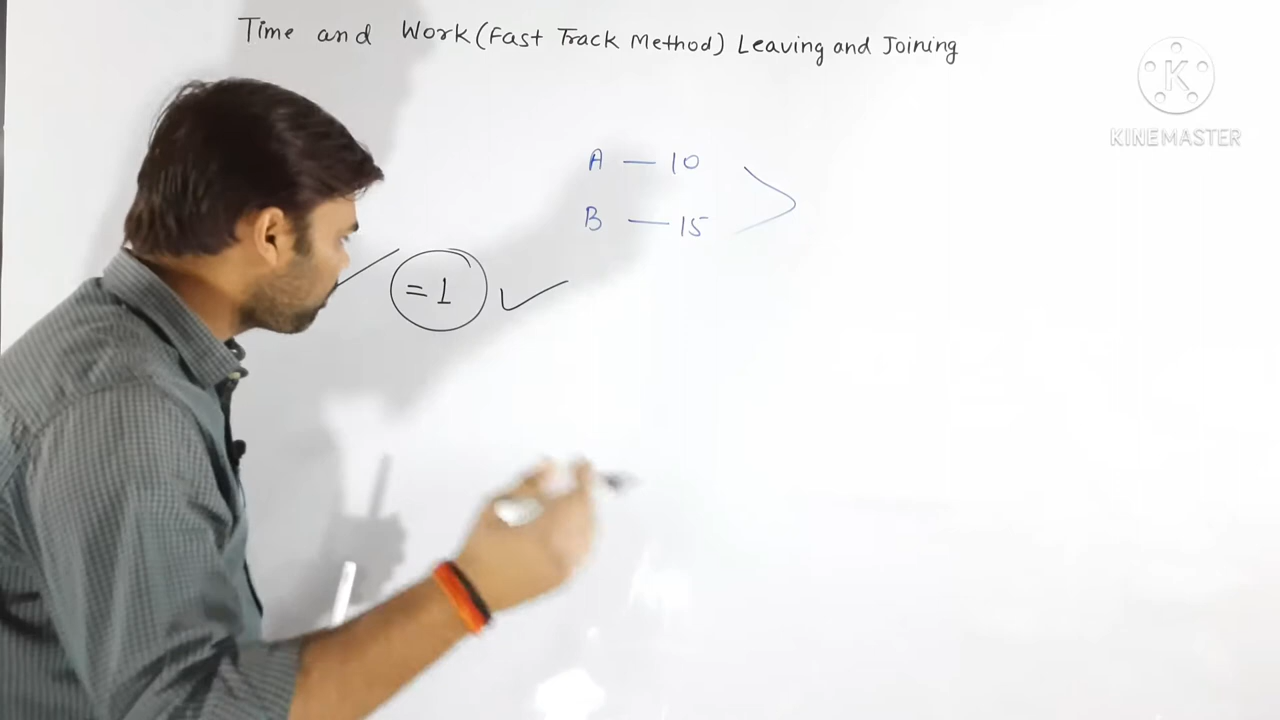 Time and Work (Fast Track Method) Leaving and Joining
K
KINEMASTER
A — 10
B — 15
= 1